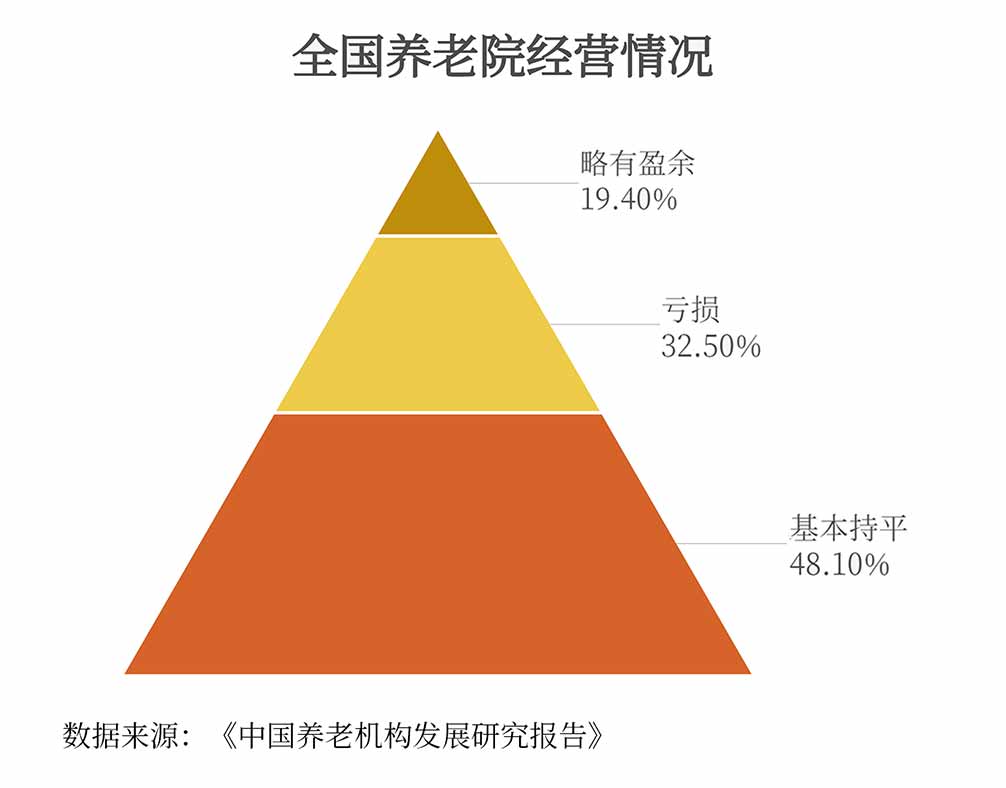 全国养老院经营情况
略有盈余
19.40%
亏损
32.50%
基本持平
48.10%
数据来源：《中国养老机构发展研究报告》